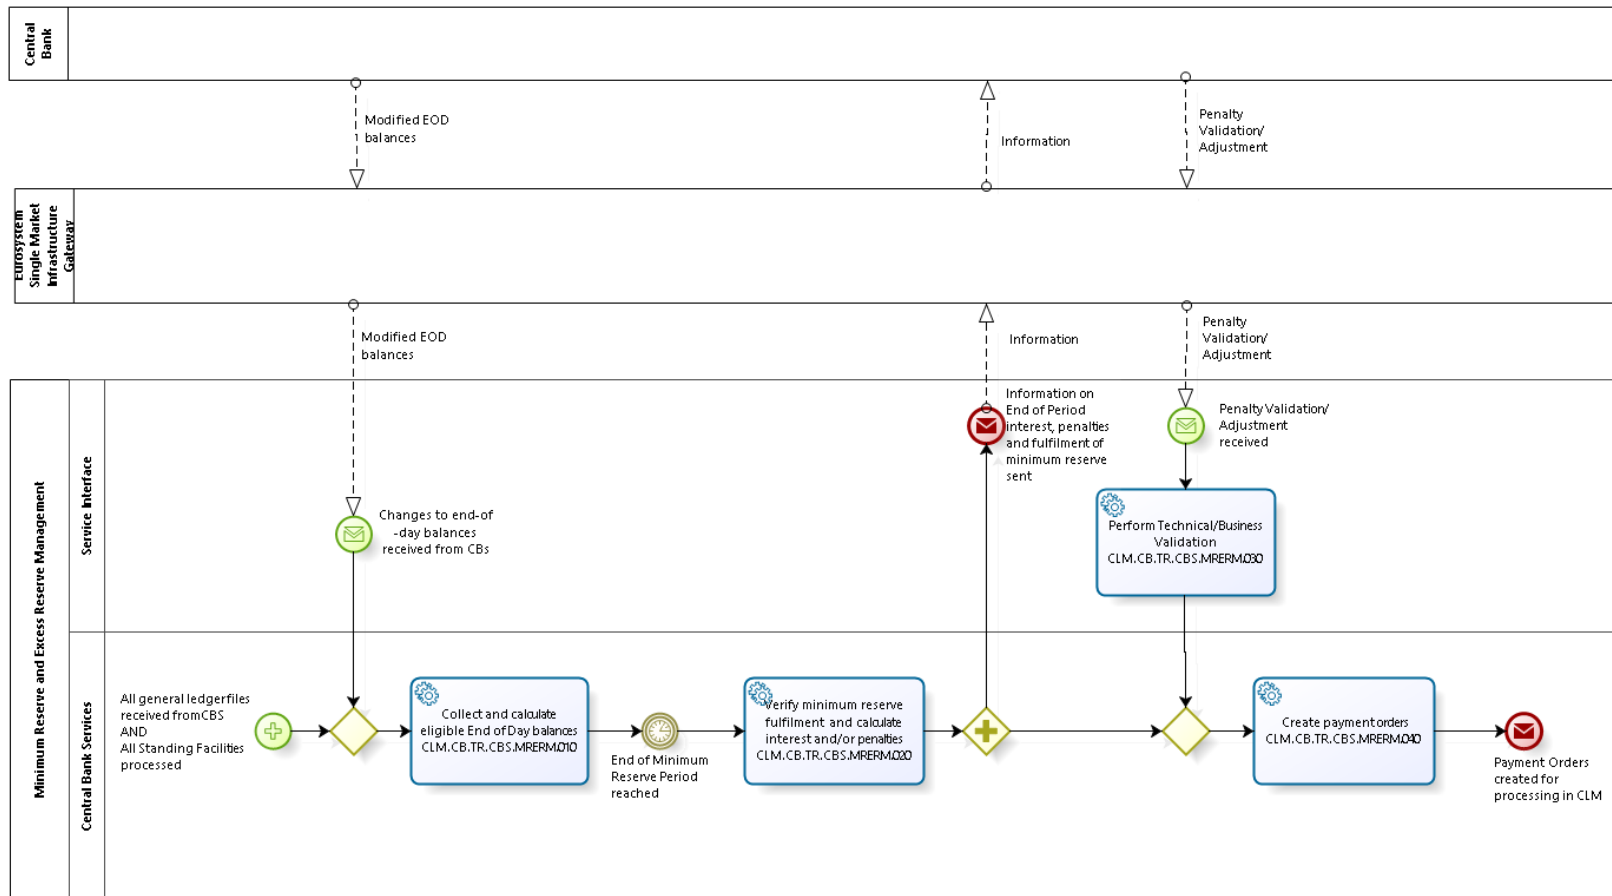 Central
Bank
Modified EOD
balances
Information
Penalty
Validation/
Adjustment
Eurosystem
Single Market
Infrastructure
Gateway
Modified EOD
balances
Information
Penalty
Validation/
Adjustment
Minimum Reserve and Excess Reserve Management
Service Interface
Changes to end-of
-day balances
received from CBs
Information on
End of Period
interest, penalties
and fulfilment of
minimum reserve
sent
Penalty Validation/
Adjustment
received
Perform Technical/Business
Validation
CLM.CB.TR.CBS.MRERM.030
Central Bank Services
All general ledgerfiles
received fromCBS
AND
All Standing Facilities
processed
Collect and calculate
eligible End of Day balances
CLM.CB.TR.CBS.MRERM.010
End of Minimum
Reserve Period
reached
Verify minimum reserve
fulfilment and calculate
interest and/or penalties
CLM.CB.TR.CBS.MRERM.020
Create payment orders
CLM.CB.TR.CBS.MRERM.040
Payment Orders
created for
processing in CLM